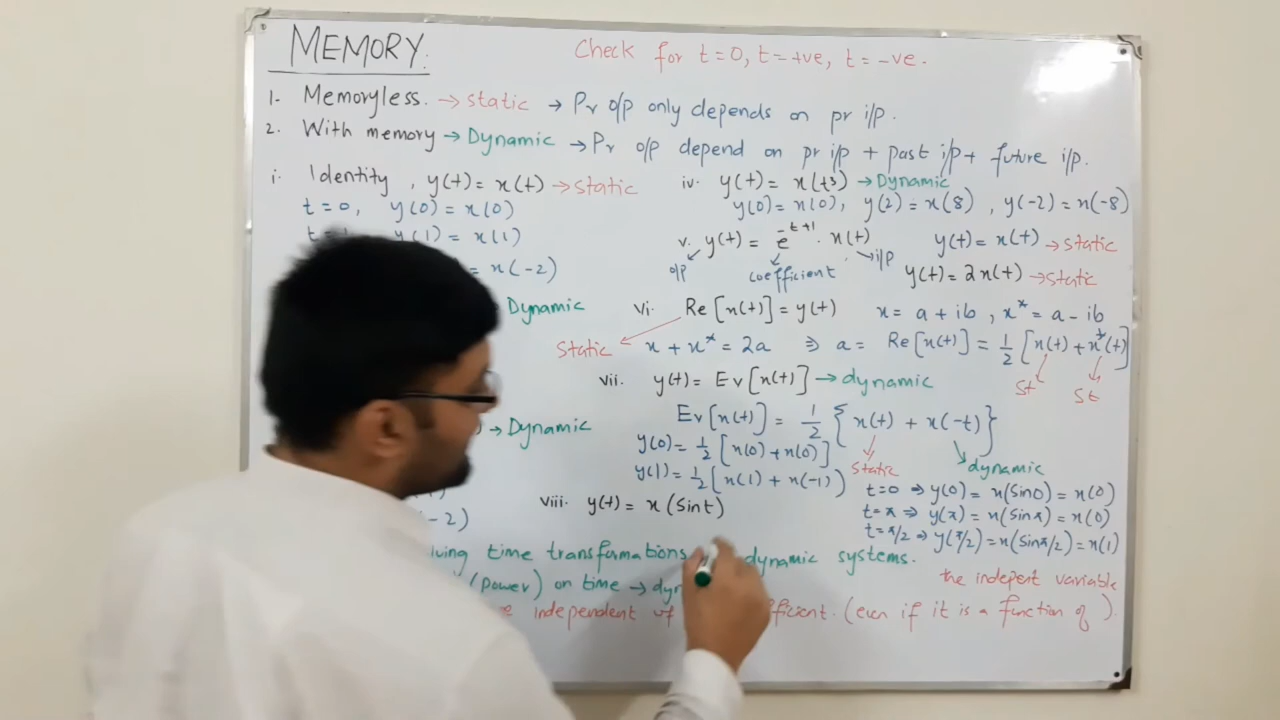 MEMORY:
Check for t=0, t=+ve, t=-ve.
1. Memoryless. → static → Pr o/p only depends on pr i/p.
2. With memory → Dynamic → Pr o/p depend on pr i/p + past i/p + future i/p.
i. Identity, y(t) = x(t) → static
t=0, y(0) = x(0)
y(1) = x(1)
= x(-2)
Dynamic
→ Dynamic
-2)
iv. y(t) = x(t³) → Dynamic
y(0) = x(0), y(2) = x(8), y(-2) = x(-8)
v. y(t) = e^-t+1 . x(t)
o/p coefficient i/p
y(t) = x(t) → static
y(t) = 2x(t) → static
vi. Re[x(t)] = y(t) x = a + ib, x* = a - ib
Static x + x* = 2a ⇒ a = Re[x(t)] = 1/2 [x(t) + x*(t)]
St St
vii. y(t) = Ev[x(t)] → dynamic
Ev[x(t)] = 1/2 {x(t) + x(-t)}
static dynamic
y(0) = 1/2 [x(0) + x(0)]
y(1) = 1/2 [x(1) + x(-1)]
viii. y(t) = x(Sint)
t=0 ⇒ y(0) = x(Sin0) = x(0)
t=π ⇒ y(π) = x(Sinπ) = x(0)
t=π/2 ⇒ y(π/2) = x(Sinπ/2) = x(1)
time transformations dynamic systems.
(power) on time →
the indepent variable
independent of (even if it is a function of ).